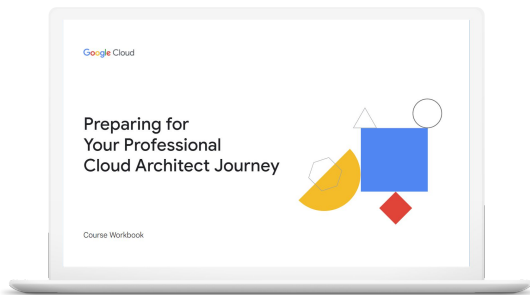 Google Cloud
Preparing for
Your Professional
Cloud Architect Journey
Course Workbook